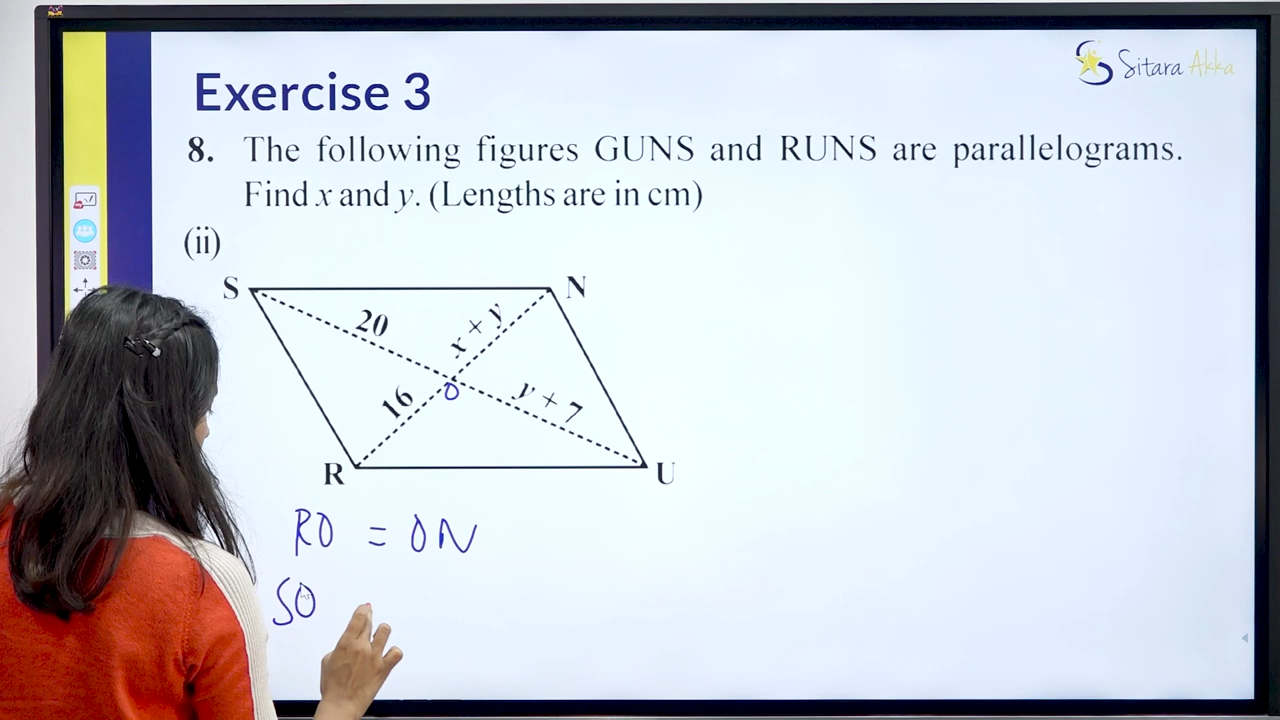 Sitara Akka
Exercise 3
8. The following figures GUNS and RUNS are parallelograms.
Find x and y. (Lengths are in cm)
(ii)
S
N
20
x + y
16
O
y + 7
R
U
RO = ON
SO